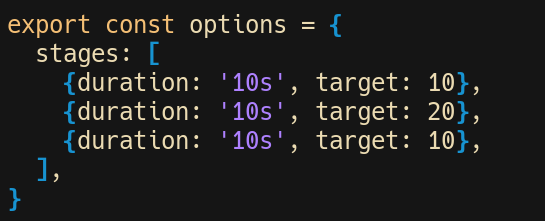 export const options = {
  stages: [
    {duration: '10s', target: 10},
    {duration: '10s', target: 20},
    {duration: '10s', target: 10},
  ],
}